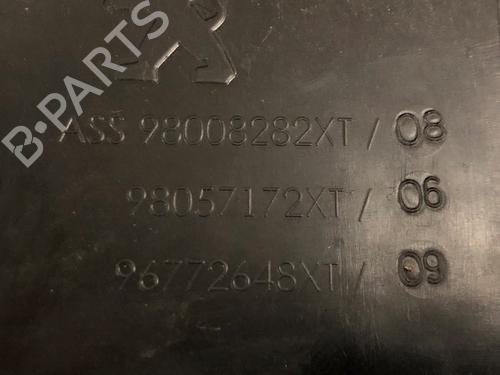 B-PARTS
ASS 98008282XT / 08
98057172XT / 06
96772648XT / 09